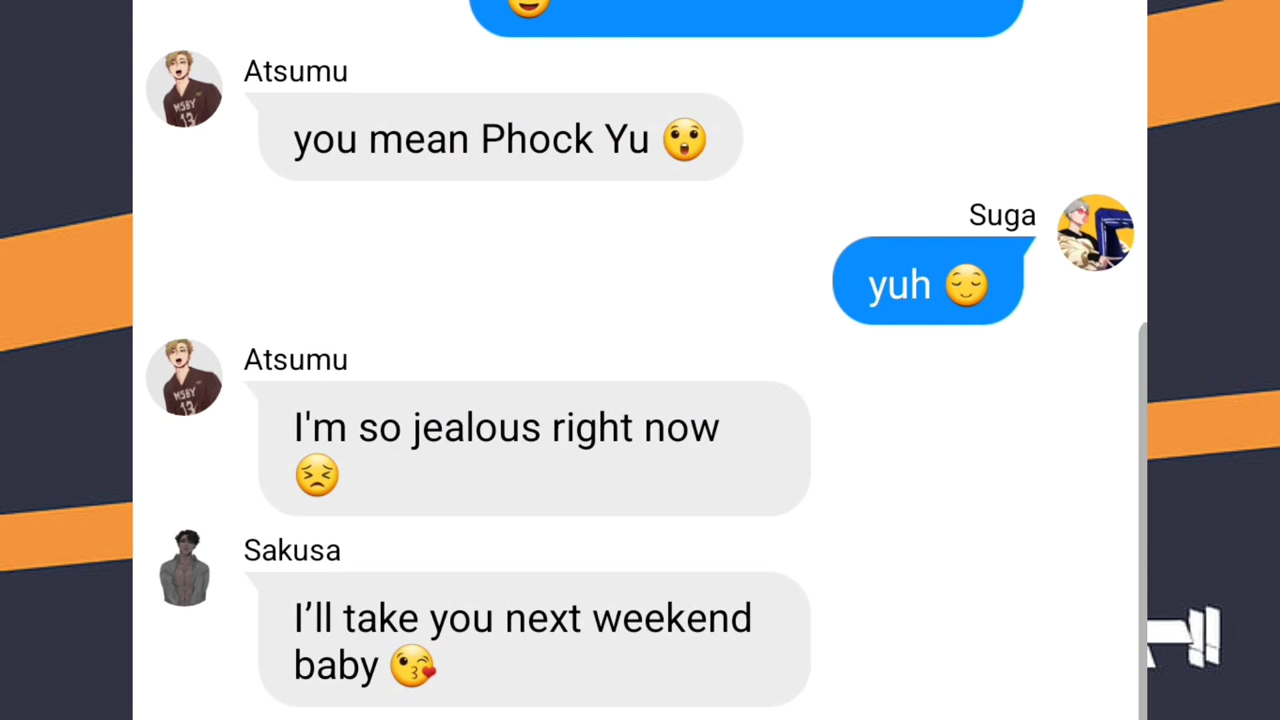 Atsumu
you mean Phock Yu 😲
Suga
yuh 😌
Atsumu
I'm so jealous right now
😣
Sakusa
I’ll take you next weekend
baby 😘
MSBY
13
MSBY
13